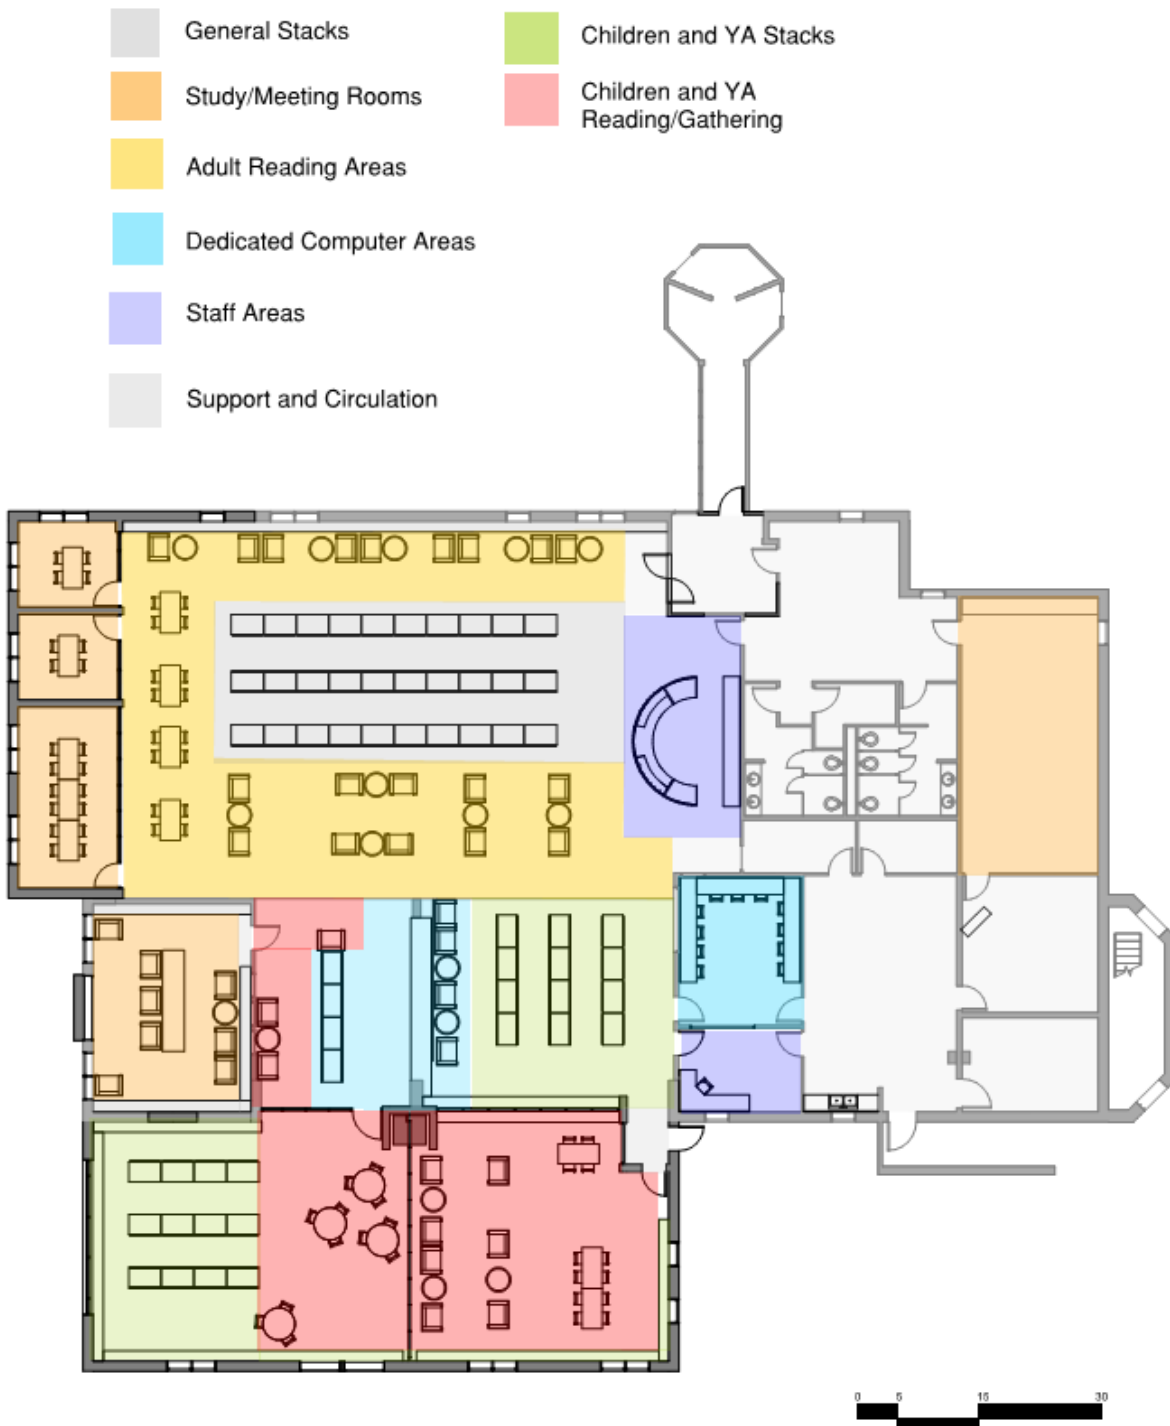 General Stacks
Study/Meeting Rooms
Adult Reading Areas
Dedicated Computer Areas
Staff Areas
Support and Circulation
Children and YA Stacks
Children and YA
Reading/Gathering
0 5 15 30